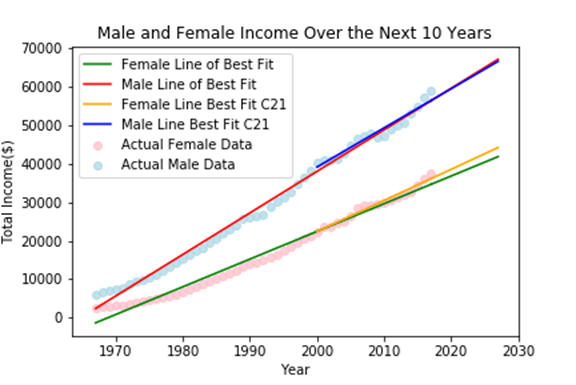 Male and Female Income Over the Next 10 Years
70000
60000
50000
40000
30000
20000
10000
0
Total Income($)
Female Line of Best Fit
Male Line of Best Fit
Female Line Best Fit C21
Male Line Best Fit C21
Actual Female Data
Actual Male Data
1970 1980 1990 2000 2010 2020 2030
Year